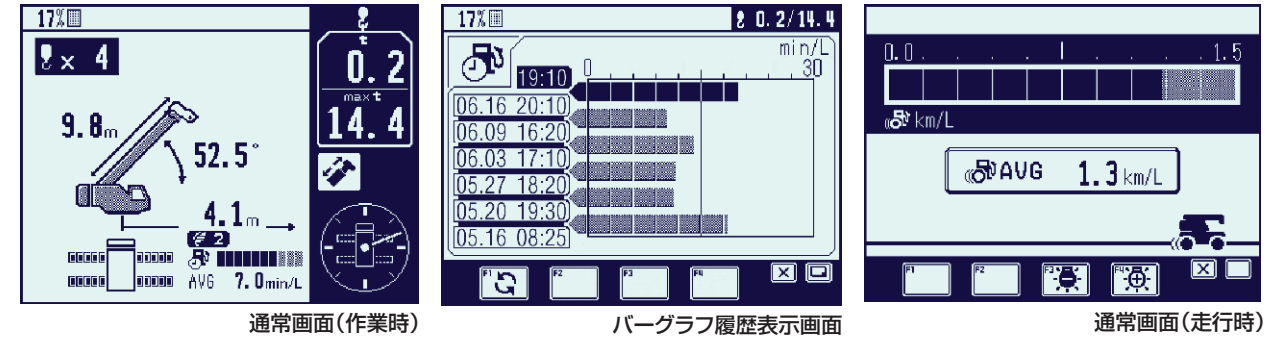 17%
x 4
t
0.2
max t
14.4
9.8m
52.5°
4.1m
2
AVG 7.0min/L
通常画面(作業時)
17%
0.2/14.4
min/L
0 30
19:10
06.16 20:10
06.09 16:20
06.03 17:10
05.27 18:20
05.20 19:30
05.16 08:25
F1 F2 F3 F4
バーグラフ履歴表示画面
0.0 1.5
km/L
AVG 1.3km/L
F1 F2 F3 F4
通常画面(走行時)